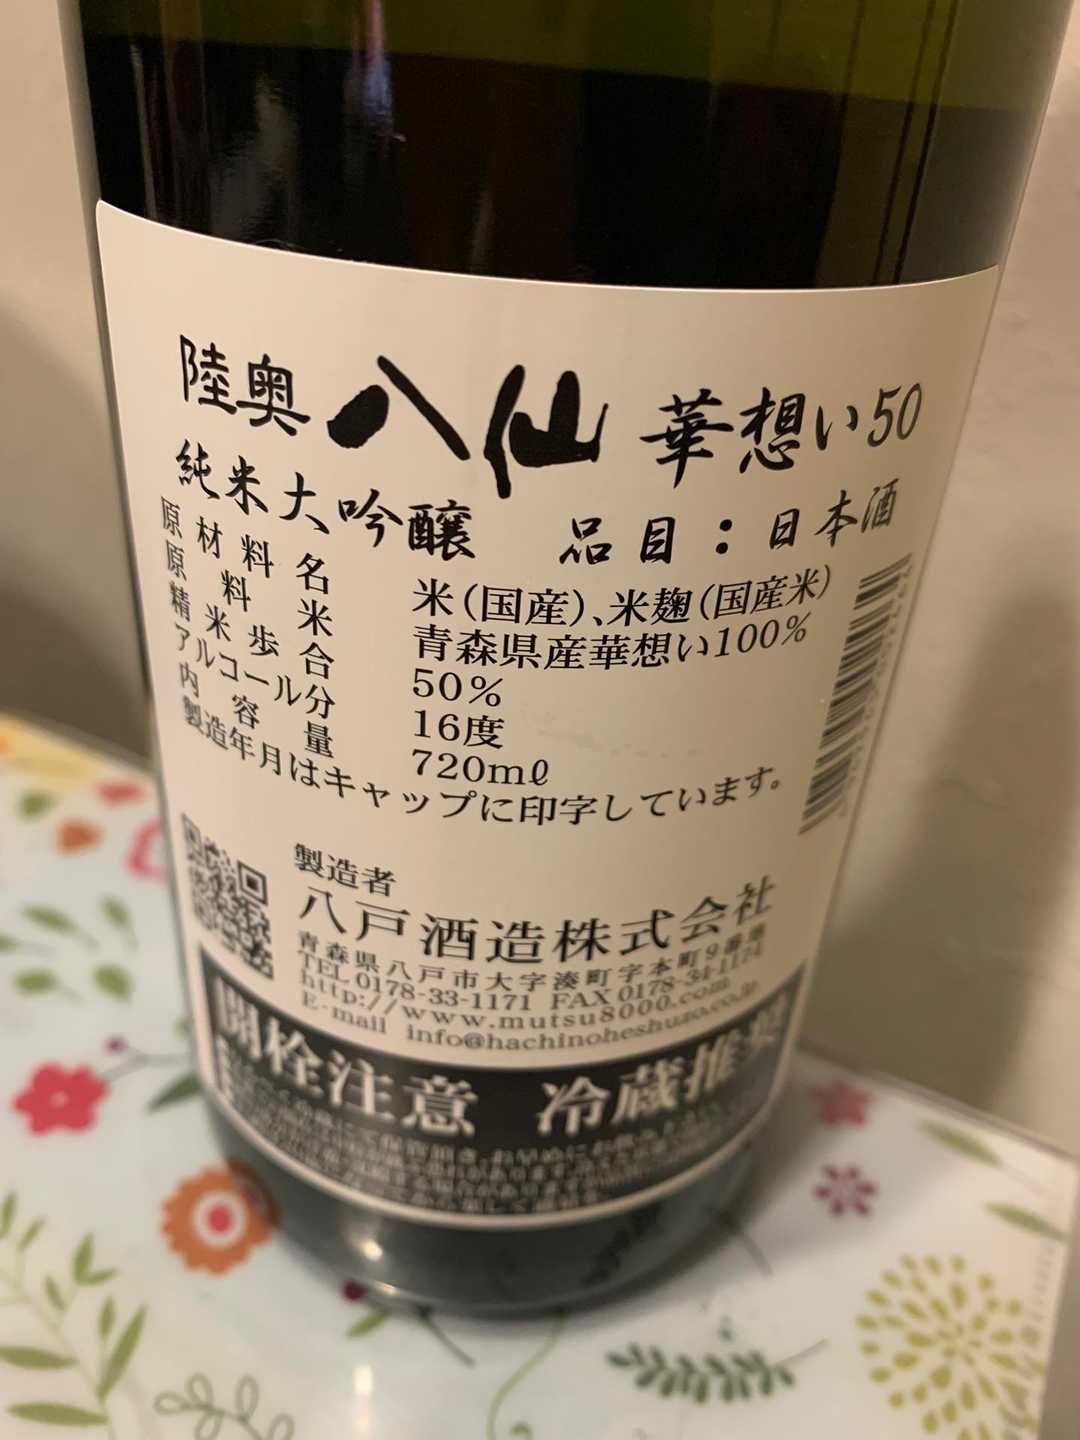 陸奥 八仙 華想い50
純米大吟醸 品目：日本酒
原材料名 米(国産)、米麹(国産米)
原料米 青森県産華想い100%
精米歩合 50%
アルコール分 16度
内容量 720mℓ
製造年月はキャップに印字しています。
製造者
八戸酒造株式会社
青森県八戸市大字湊町字本町9番地
TEL 0178-33-1171 FAX 0178-34-1174
http://www.mutsu8000.com
E-mail info@hachinoheshuzo.co.jp
開栓注意 冷蔵推奨